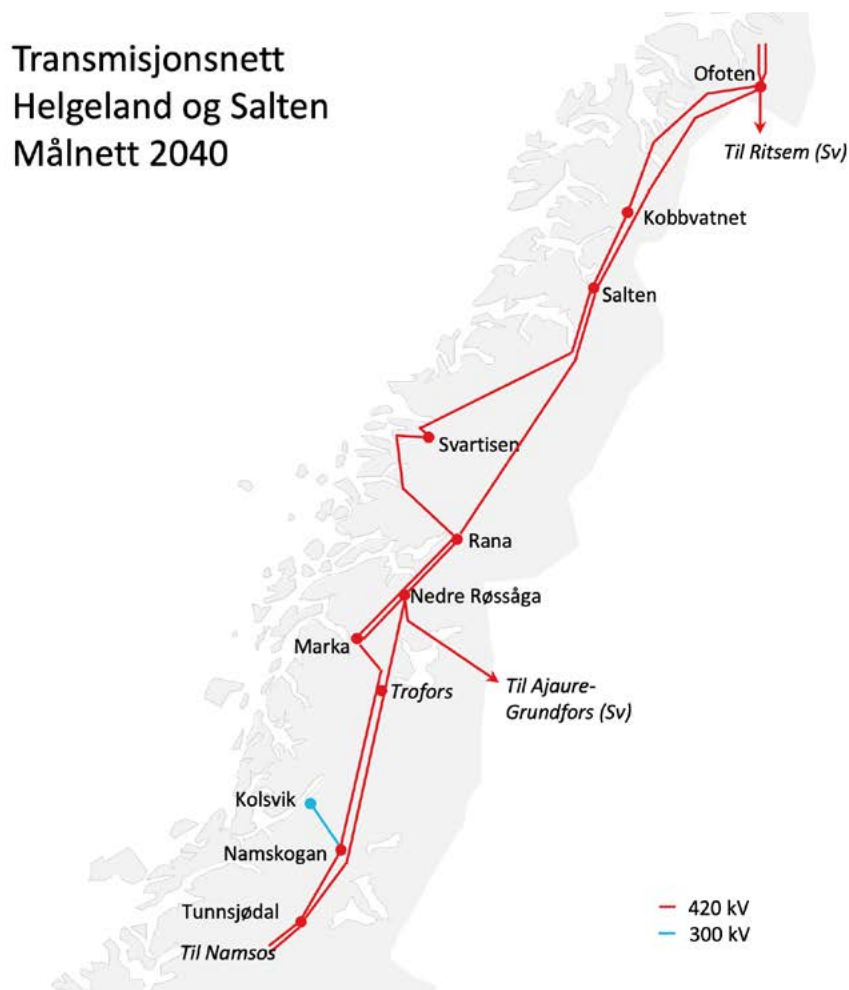 Transmisjonsnett
Helgeland og Salten
Målnett 2040
Ofoten
Til Ritsem (Sv)
Kobbvatnet
Salten
Svartisen
Rana
Nedre Røssåga
Marka
Trofors
Til Ajaure-
Grundfors (Sv)
Kolsvik
Namskogan
Tunnsjødal
Til Namsos
420 kV
300 kV